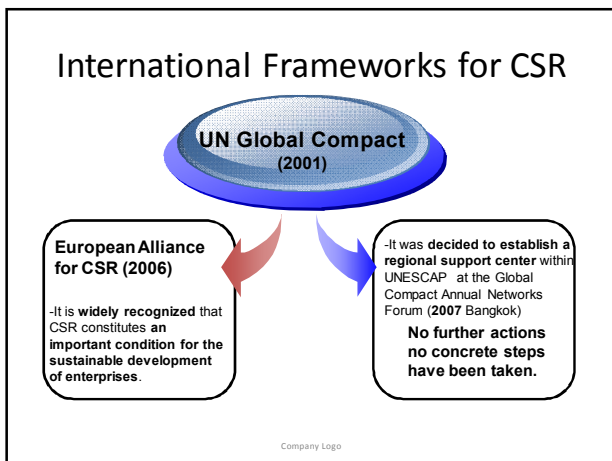 International Frameworks for CSR
UN Global Compact
(2001)
European Alliance
for CSR (2006)
-It is widely recognized that
CSR constitutes an
important condition for the
sustainable development
of enterprises.
-It was decided to establish a
regional support center within
UNESCAP at the Global
Compact Annual Networks
Forum (2007 Bangkok)
No further actions
no concrete steps
have been taken.
Company Logo